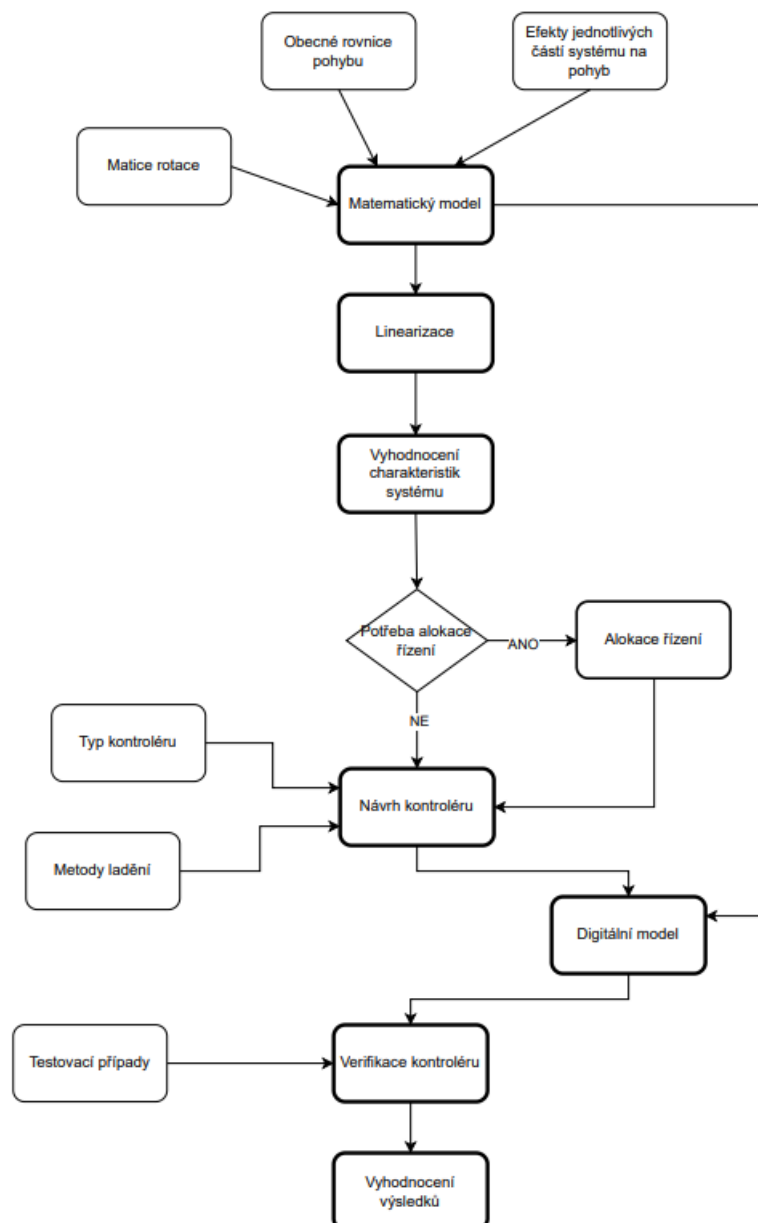 Obecné rovnice
pohybu
Efekty jednotlivých
částí systému na
pohyb
Matice rotace
Matematický model
Linearizace
Vyhodnocení
charakteristik
systému
Potřeba alokace
řízení
ANO
Alokace řízení
NE
Typ kontroléru
Návrh kontroléru
Metody ladění
Digitální model
Testovací případy
Verifikace kontroléru
Vyhodnocení
výsledků